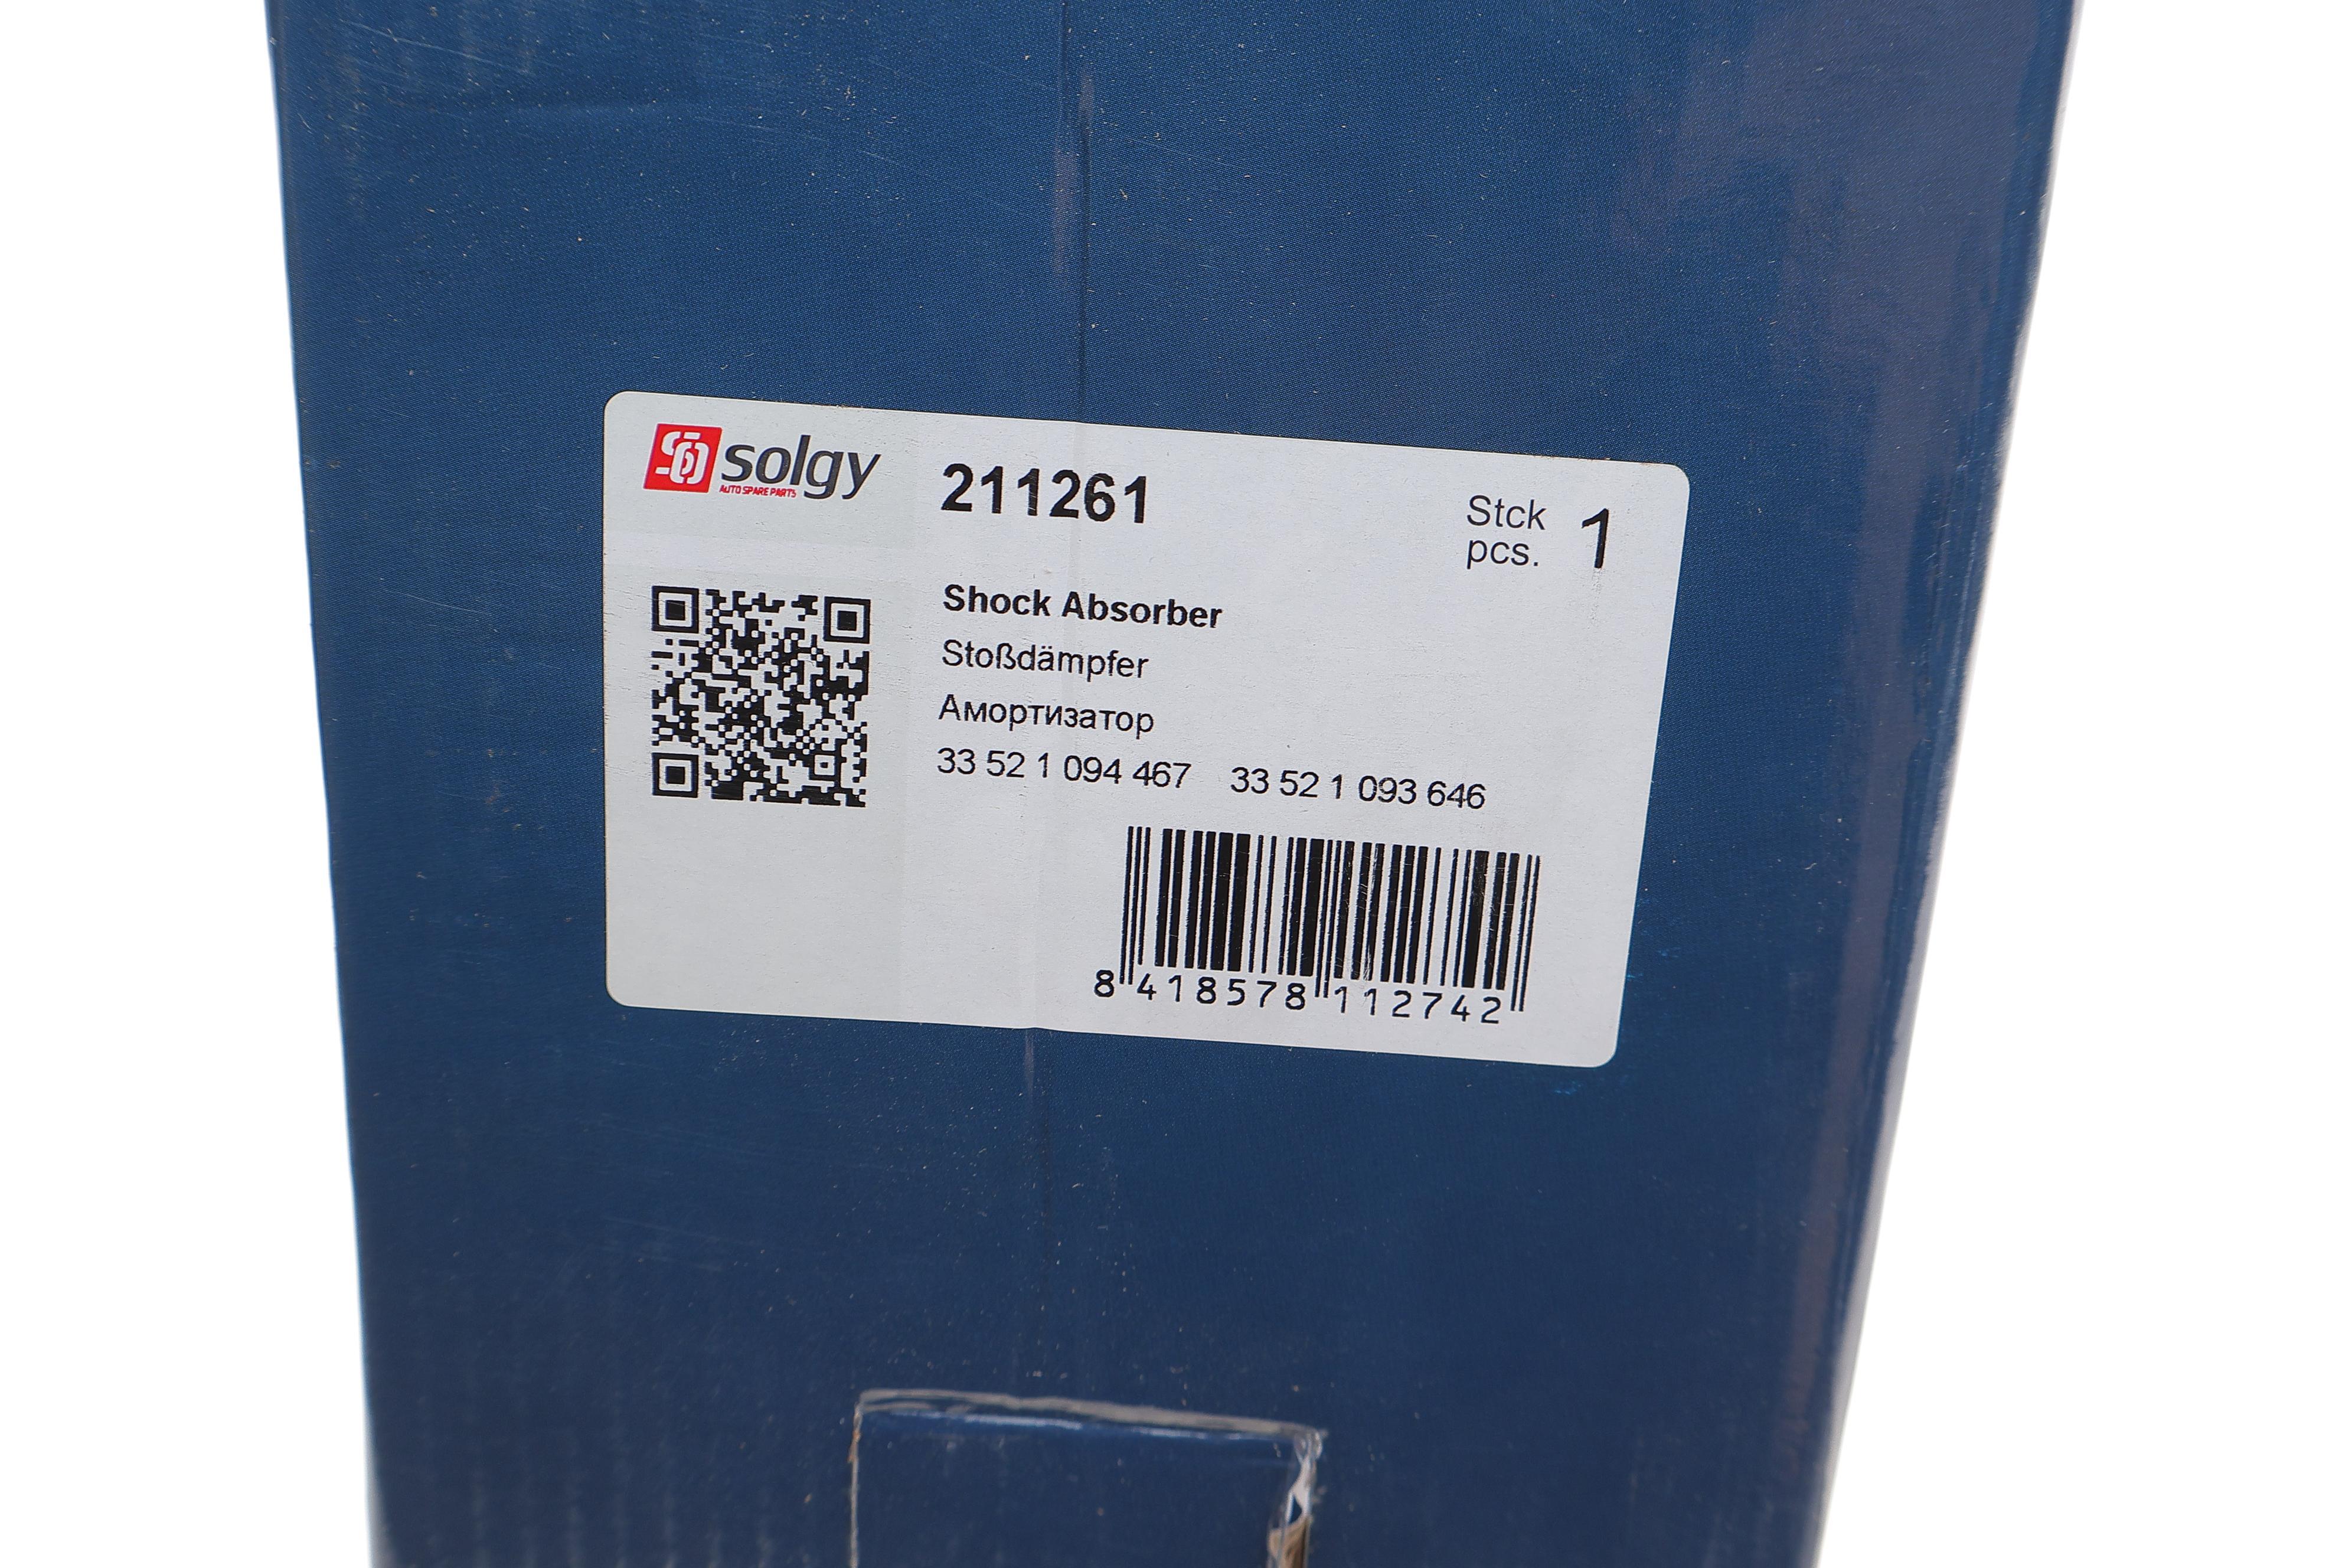 solgy
AUTO SPARE PARTS
211261
Stck
pcs. 1
Shock Absorber
Stoßdämpfer
Амортизатор
33 52 1 094 467 33 52 1 093 646
8 418578 112742